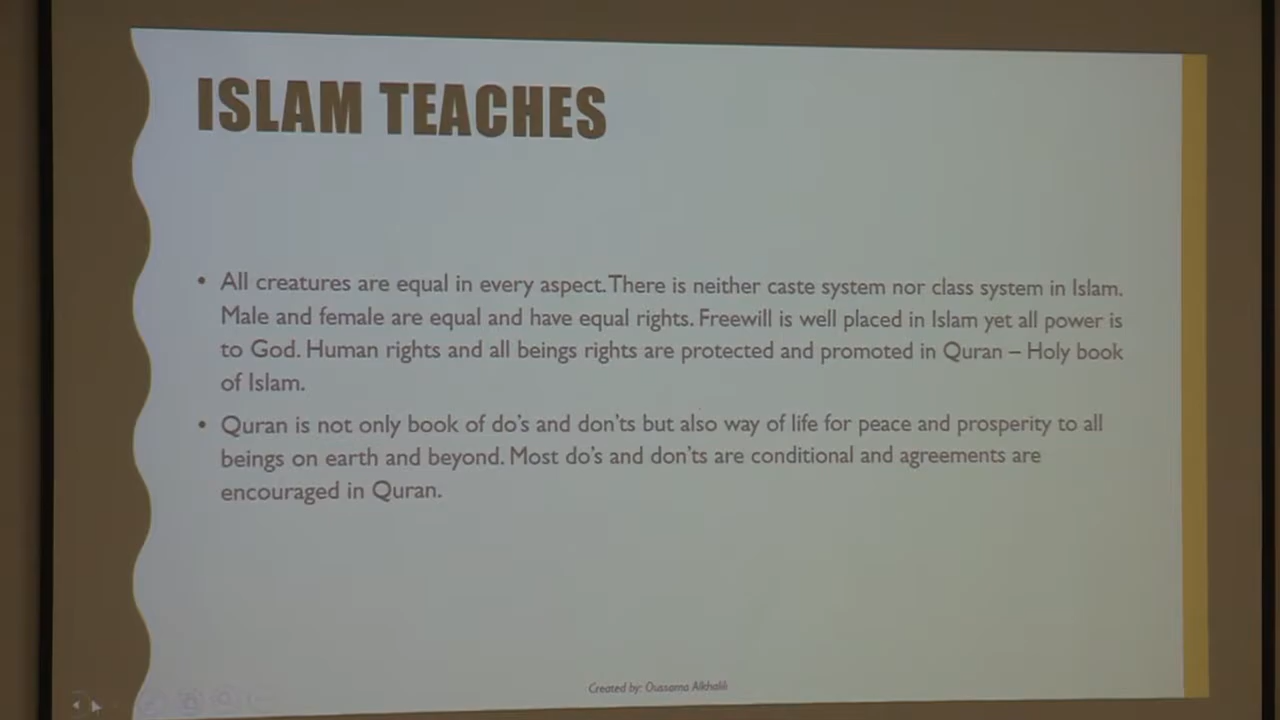 ISLAM TEACHES
• All creatures are equal in every aspect. There is neither caste system nor class system in Islam.
Male and female are equal and have equal rights. Freewill is well placed in Islam yet all power is
to God. Human rights and all beings rights are protected and promoted in Quran – Holy book
of Islam.
• Quran is not only book of do's and don'ts but also way of life for peace and prosperity to all
beings on earth and beyond. Most do's and don'ts are conditional and agreements are
encouraged in Quran.
Created by: Oussama Alkhalili